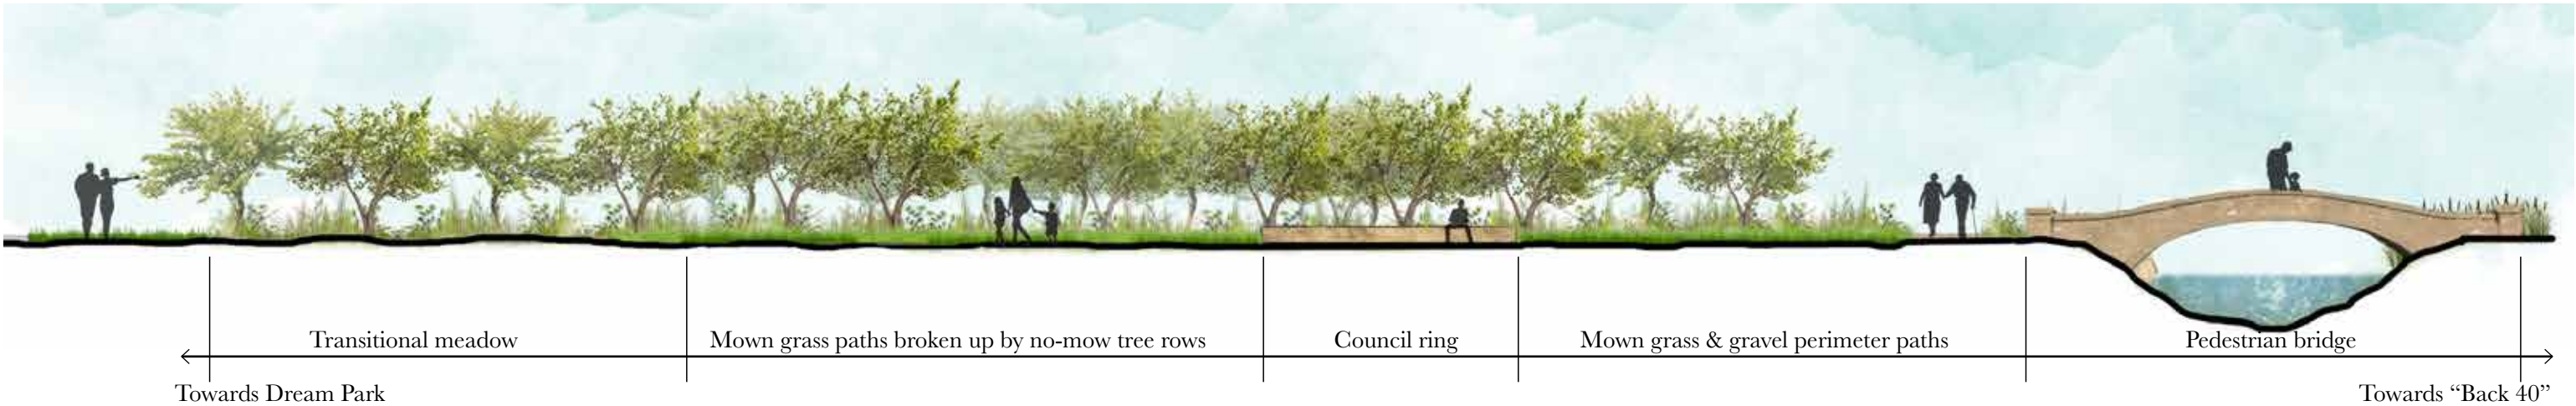 Transitional meadow
Mown grass paths broken up by no-mow tree rows
Council ring
Mown grass & gravel perimeter paths
Pedestrian bridge
Towards Dream Park
Towards “Back 40”